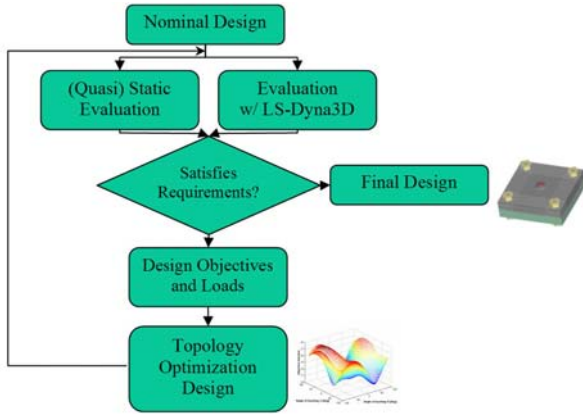 Nominal Design
(Quasi) Static
Evaluation
Evaluation
w/ LS-Dyna3D
Satisfies
Requirements?
Final Design
Design Objectives
and Loads
Topology
Optimization
Design